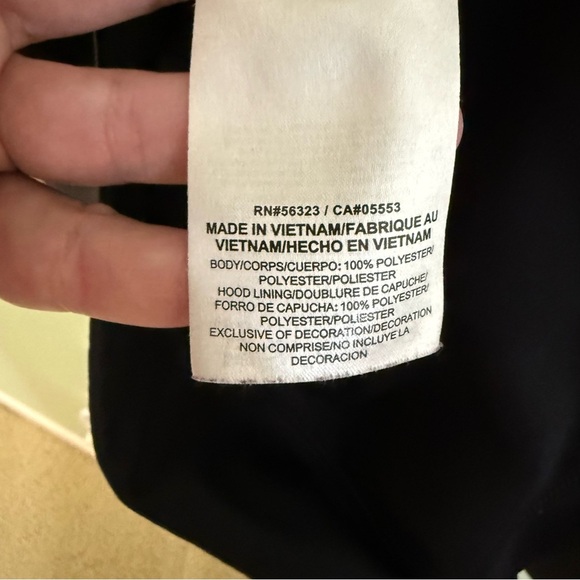 RN#56323 / CA#05553
MADE IN VIETNAM/FABRIQUE AU
VIETNAM/HECHO EN VIETNAM
BODY/CORPS/CUERPO: 100% POLYESTER/
POLYESTER/POLIESTER
HOOD LINING/DOUBLURE DE CAPUCHE/
FORRO DE CAPUCHA: 100% POLYESTER/
POLYESTER/POLIESTER
EXCLUSIVE OF DECORATION/DECORATION
NON COMPRISE/NO INCLUYE LA
DECORACION